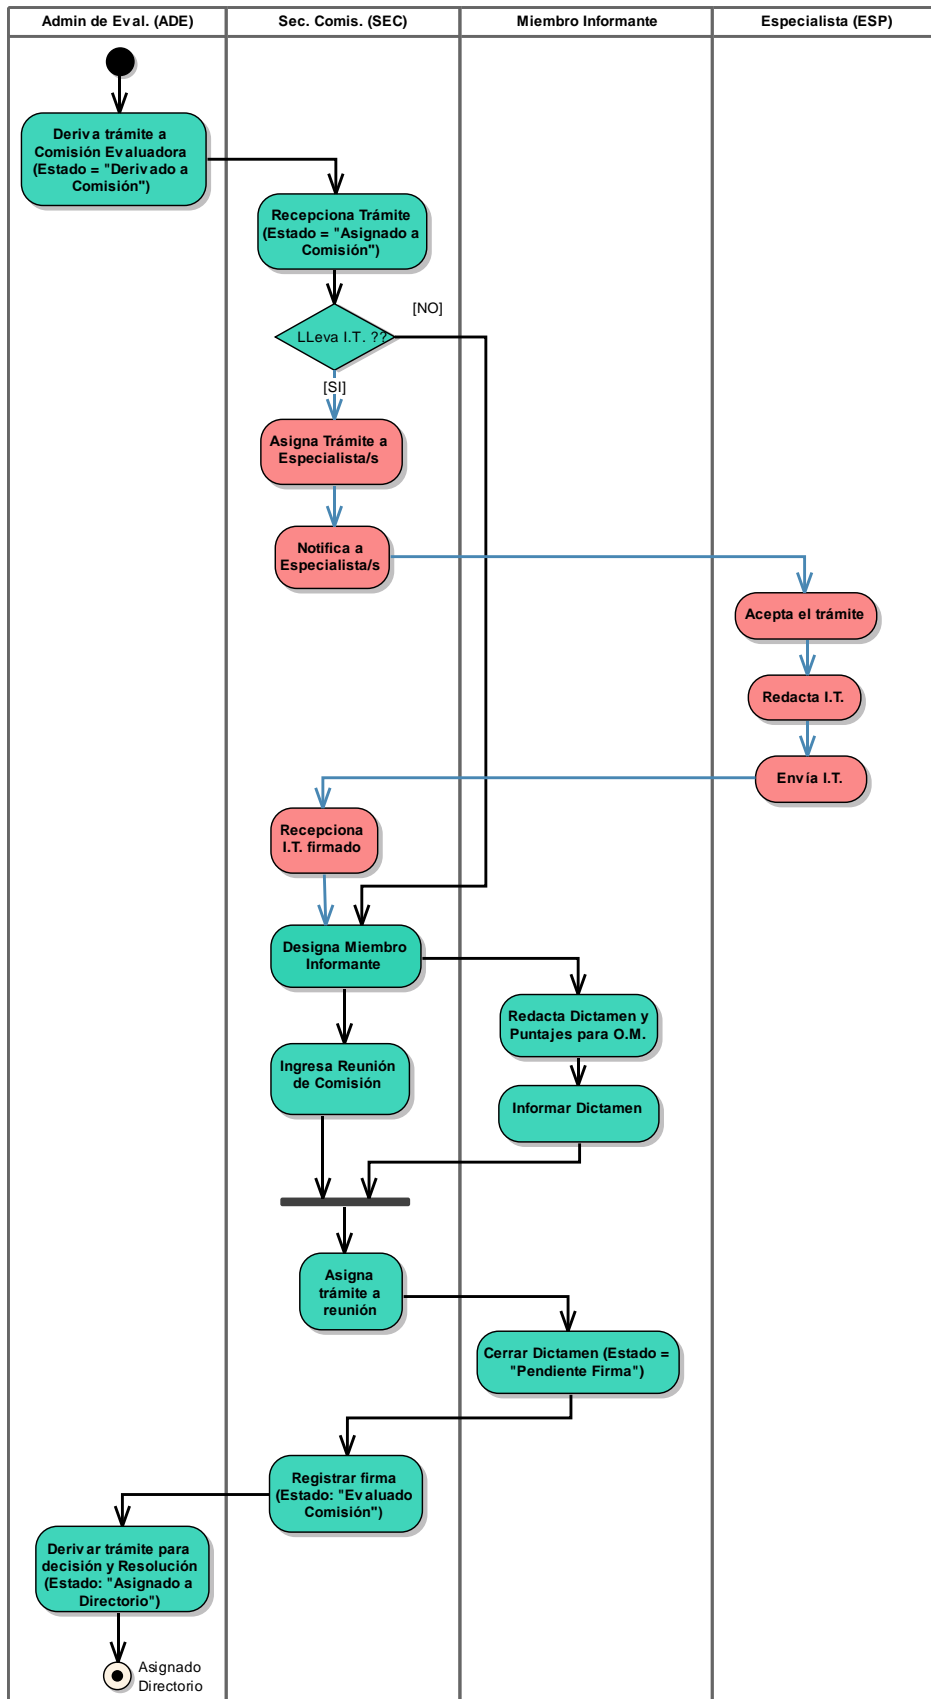 Admin de Eval. (ADE)
Sec. Comis. (SEC)
Miembro Informante
Especialista (ESP)
Deriva trámite a
Comisión Evaluadora
(Estado = "Derivado a
Comisión")
Recepciona Trámite
(Estado = "Asignado a
Comisión")
[NO]
LLeva I.T. ??
[SI]
Asigna Trámite a
Especialista/s
Notifica a
Especialista/s
Acepta el trámite
Redacta I.T.
Envía I.T.
Recepciona
I.T. firmado
Designa Miembro
Informante
Redacta Dictamen y
Puntajes para O.M.
Ingresa Reunión
de Comisión
Informar Dictamen
Asigna
trámite a
reunión
Cerrar Dictamen (Estado =
"Pendiente Firma")
Registrar firma
(Estado: "Evaluado
Comisión")
Derivar trámite para
decisión y Resolución
(Estado: "Asignado a
Directorio")
Asignado
Directorio